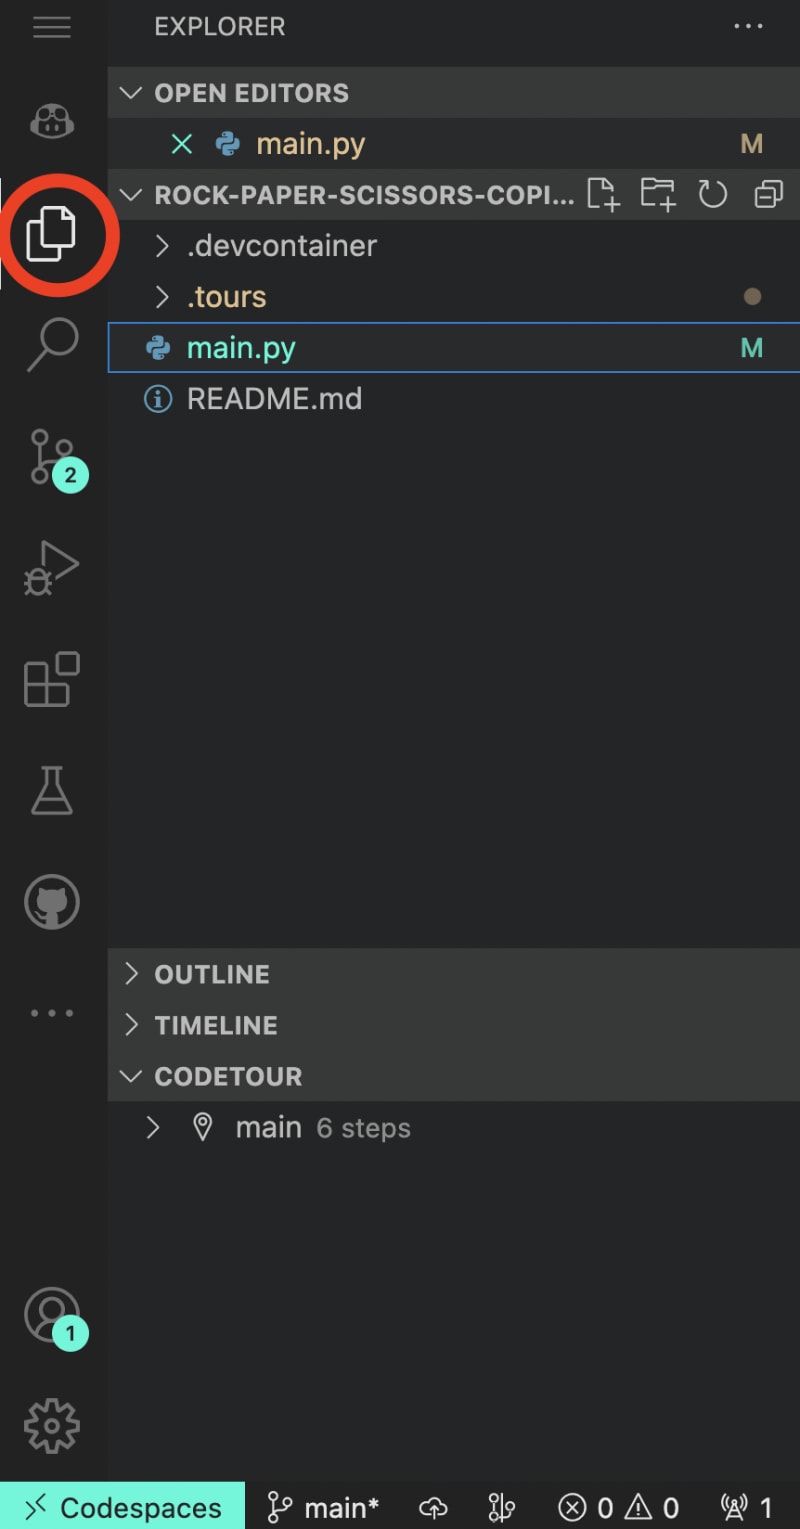 EXPLORER
OPEN EDITORS
main.py M
ROCK-PAPER-SCISSORS-COPI...
.devcontainer
.tours
main.py M
README.md
2
OUTLINE
TIMELINE
CODETOUR
main 6 steps
1
Codespaces main* 0 0 1